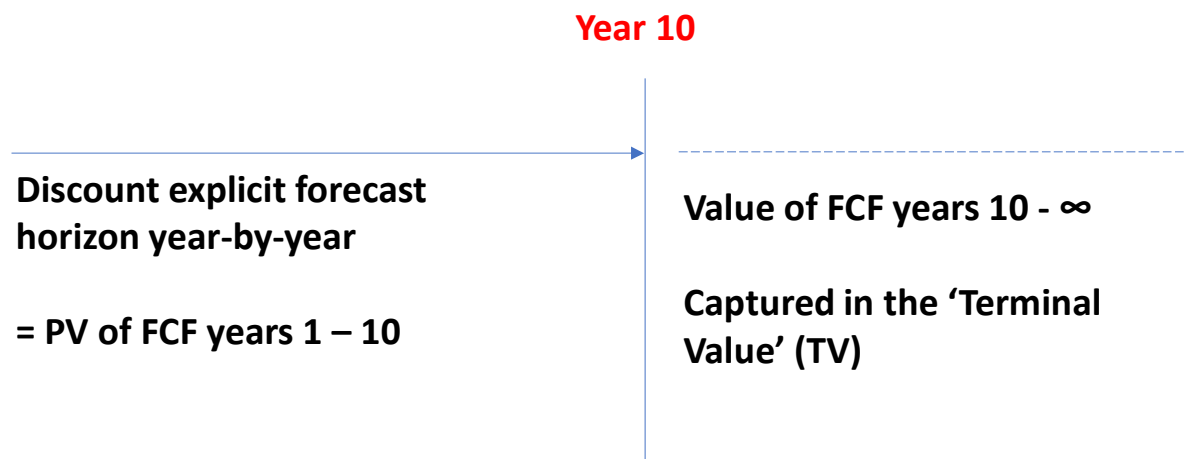 Year 10
Discount explicit forecast
horizon year-by-year
= PV of FCF years 1 – 10
Value of FCF years 10 - ∞
Captured in the ‘Terminal
Value’ (TV)